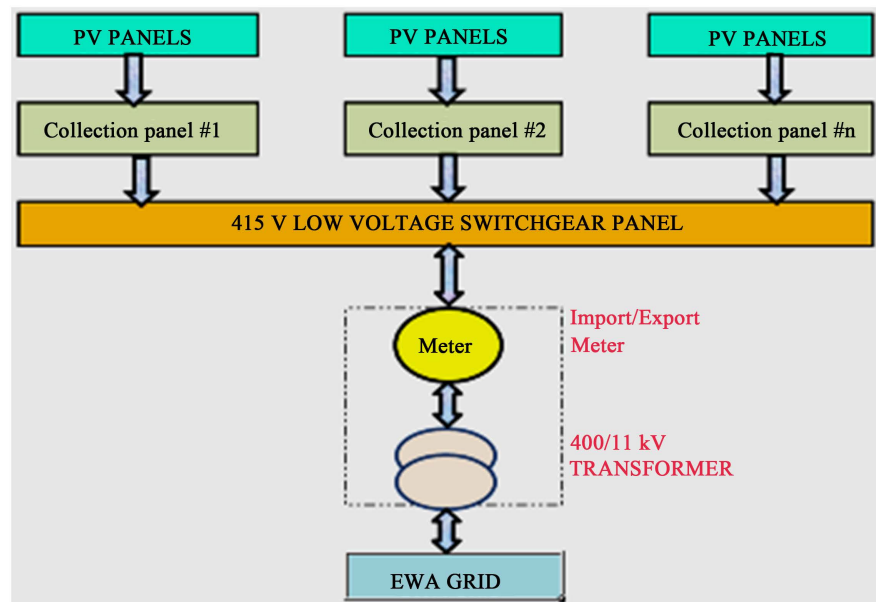 PV PANELS
PV PANELS
PV PANELS
Collection panel #1
Collection panel #2
Collection panel #n
415 V LOW VOLTAGE SWITCHGEAR PANEL
Import/Export
Meter
Meter
400/11 kV
TRANSFORMER
EWA GRID